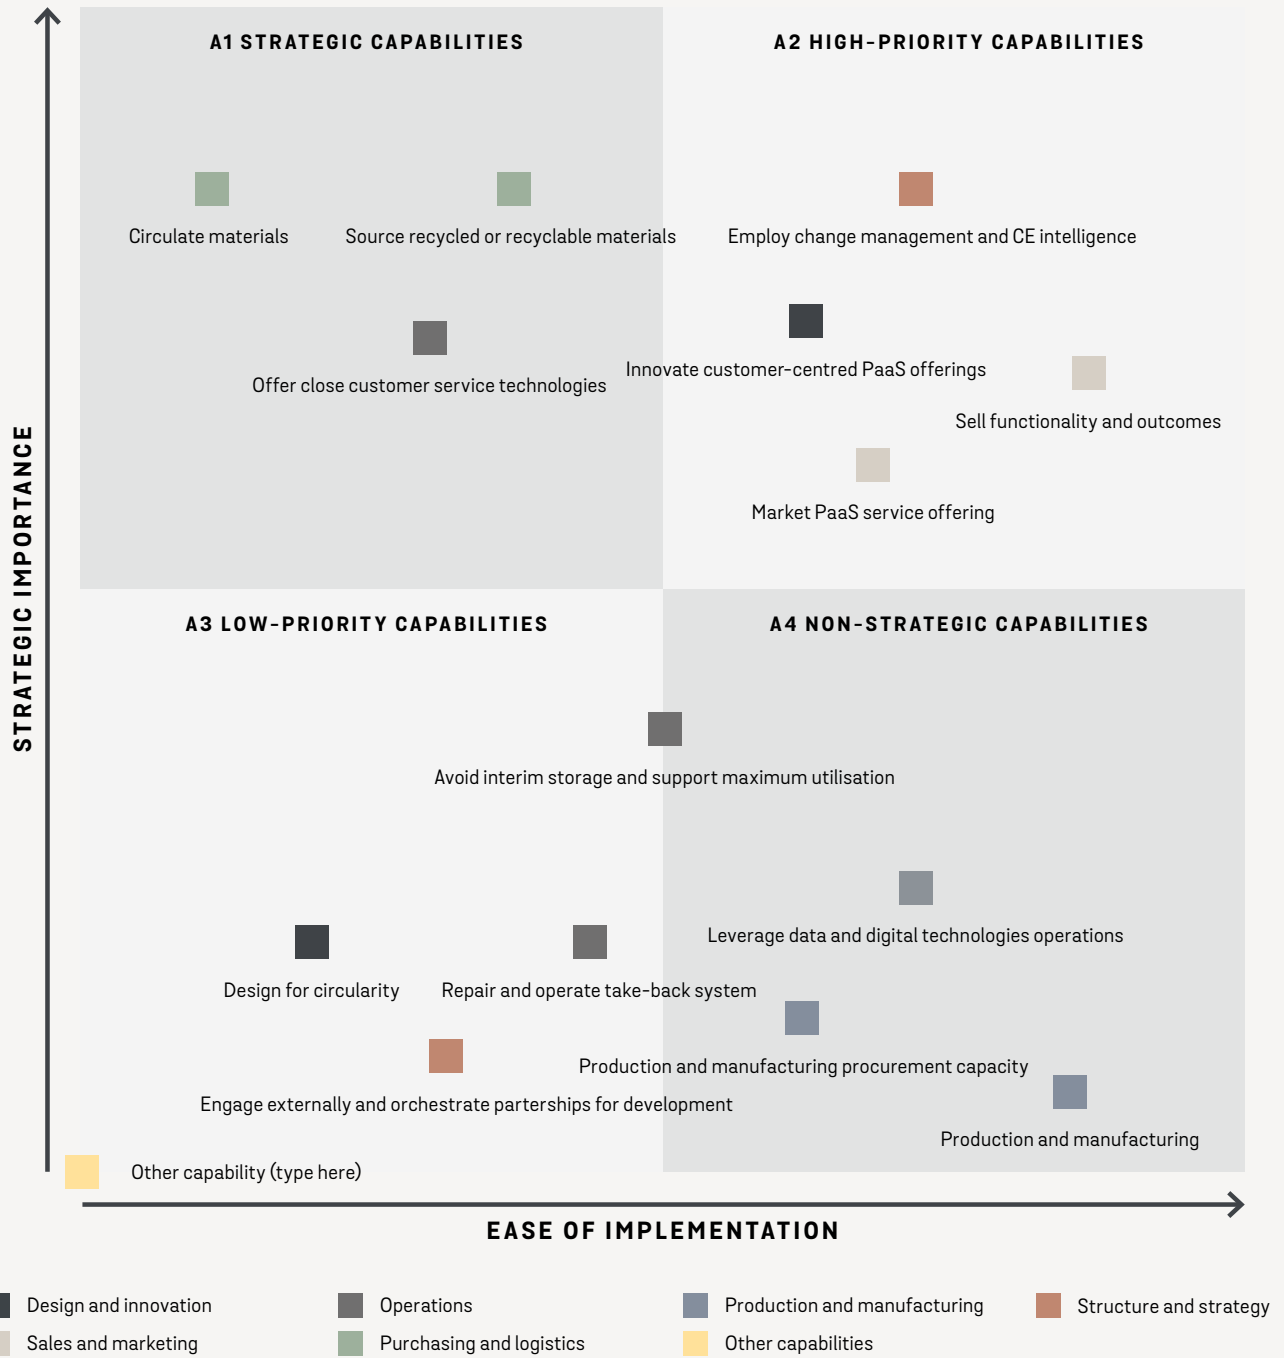 A1 STRATEGIC CAPABILITIES
A2 HIGH-PRIORITY CAPABILITIES
Circulate materials
Source recycled or recyclable materials
Employ change management and CE intelligence
Innovate customer-centred PaaS offerings
Offer close customer service technologies
Sell functionality and outcomes
Market PaaS service offering
STRATEGIC IMPORTANCE
A3 LOW-PRIORITY CAPABILITIES
A4 NON-STRATEGIC CAPABILITIES
Avoid interim storage and support maximum utilisation
Leverage data and digital technologies operations
Design for circularity
Repair and operate take-back system
Production and manufacturing procurement capacity
Engage externally and orchestrate parterships for development
Production and manufacturing
Other capability (type here)
EASE OF IMPLEMENTATION
Design and innovation
Operations
Production and manufacturing
Structure and strategy
Sales and marketing
Purchasing and logistics
Other capabilities